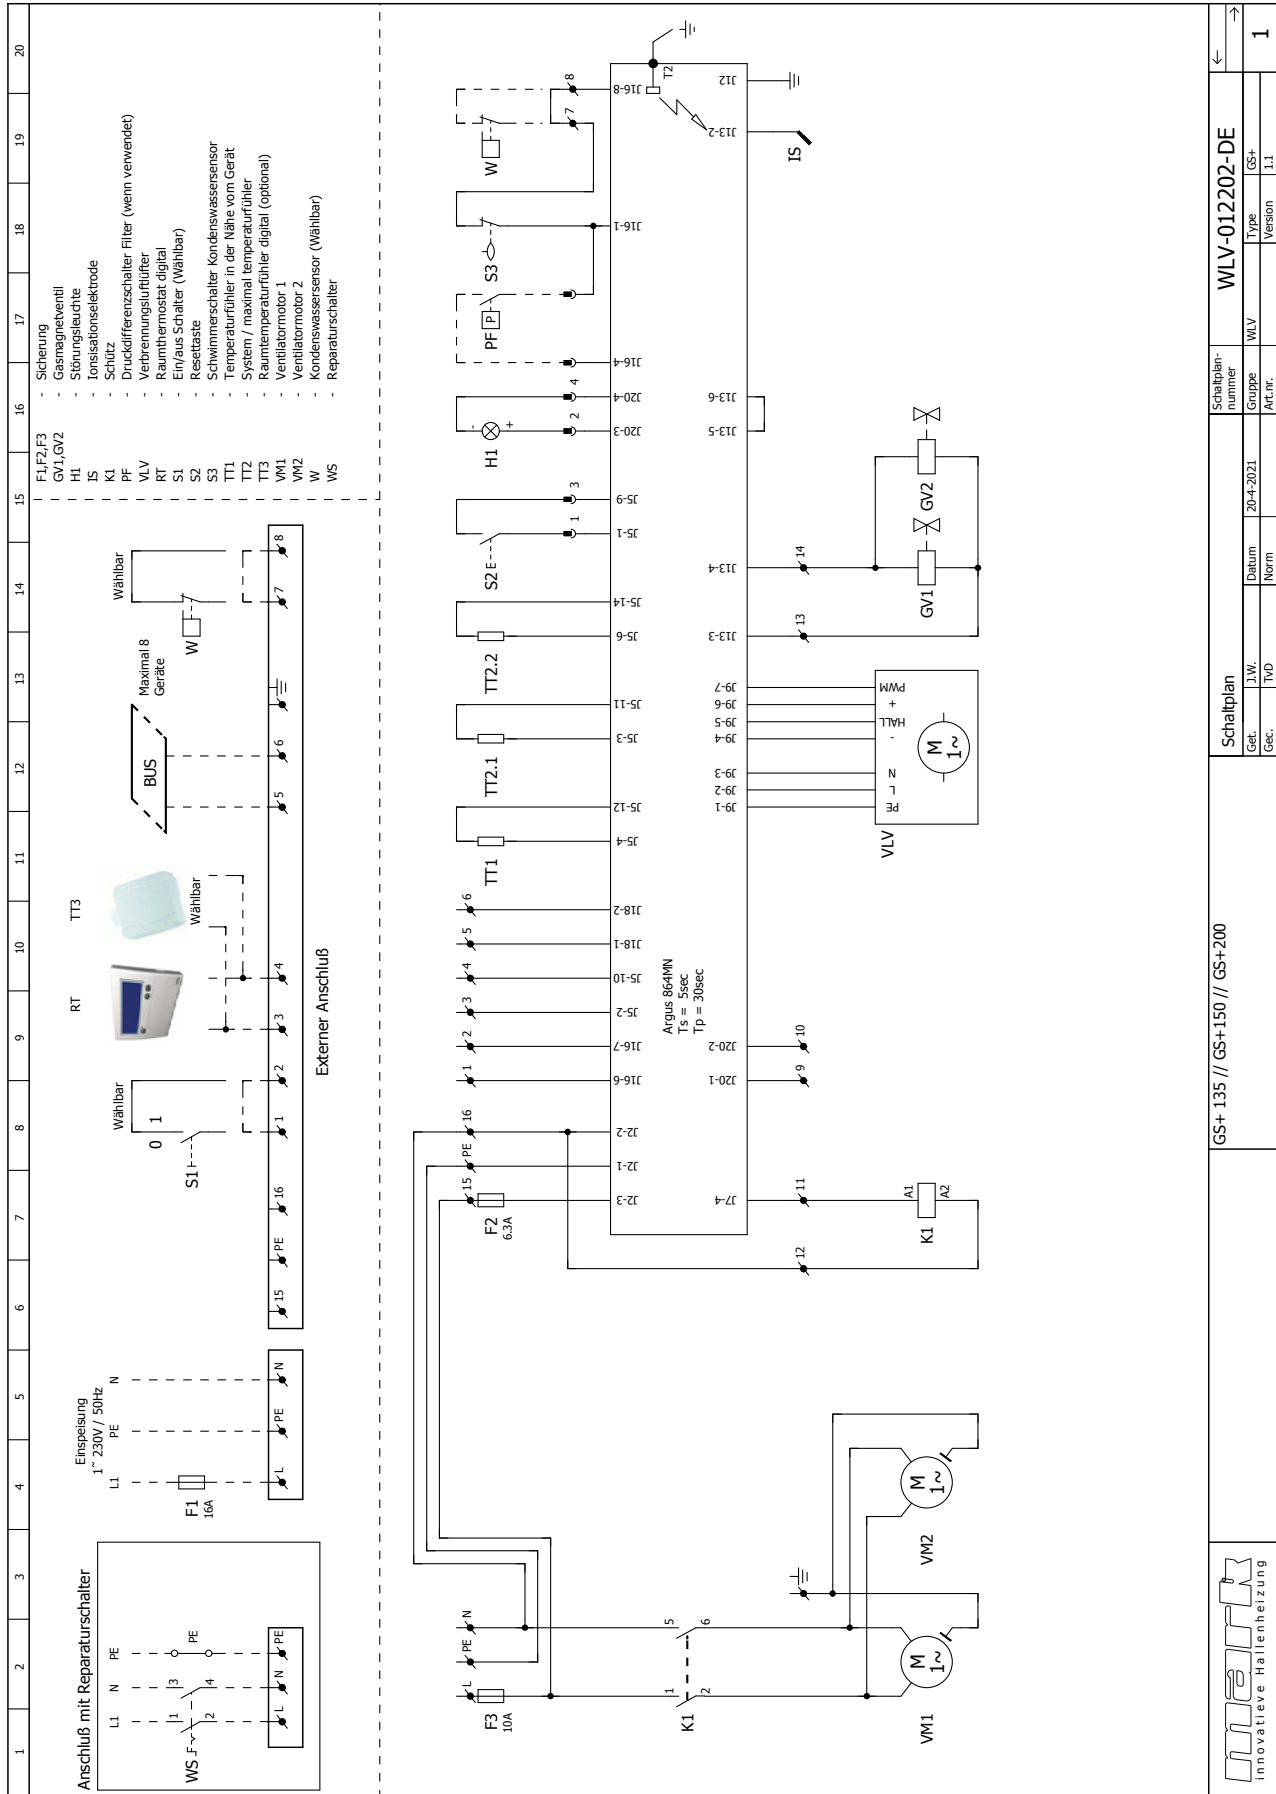 1 2 3 4 5 6 7 8 9 10 11 12 13 14 15 16 17 18 19 20
Anschluß mit Reparaturschalter
L1 N PE
WS 1 2 3 4 PE
L N PE
Einspeisung
1~ 230V / 50Hz
L1 PE N
F1
16A
L PE N
15 PE 16 1 2 3 4 5 6 7 8
Wählbar
0 1
S1
RT
TT3
Wählbar
BUS
Maximal 8
Geräte
Wählbar
W
Externer Anschluß
F1,F2,F3 - Sicherung
GV1,GV2 - Gasmagnetventil
H1 - Störungsleuchte
IS - Ionsisationselektrode
K1 - Schütz
PF - Druckdifferenzschalter Filter (wenn verwendet)
VLV - Verbrennungsluftlüfter
RT - Raumthermostat digital
S1 - Ein/aus Schalter (Wählbar)
S2 - Resettaste
S3 - Schwimmerschalter Kondenswassersensor
TT1 - Temperaturfühler in der Nähe vom Gerät
TT2 - System / maximal temperaturfühler
TT3 - Raumtemperaturfühler digital (optional)
VM1 - Ventilatormotor 1
VM2 - Ventilatormotor 2
W - Kondenswassersensor (Wählbar)
WS - Reparaturschalter
L PE N
F3
10A
15 PE 16 1 2 3 4 5 6
F2
6.3A
TT1
TT2.1
TT2.2
S2
1 3
H1
- +
2 4
PF
P
S3
W
7 8
J2-3 J2-1 J2-2 J16-6 J16-7 J5-2 J5-10 J18-1 J18-2 J5-4 J5-12 J5-3 J5-11 J5-6 J5-14 J5-1 J5-9 J20-3 J20-4 J16-4 J16-1 J16-8
T2
Argus 864MN
Ts = 5sec
Tp = 30sec
J7-4 J20-1 J20-2 J9-1 J9-2 J9-3 J9-4 J9-5 J9-6 J9-7 J13-3 J13-4 J13-5 J13-6 J13-2 J12
K1
1 2 5 6
12 11 9 10 13 14
IS
PE L N - HALL + PWM
VLV
M
1~
K1
A1 A2
GV1
GV2
VM1
M
1~
VM2
M
1~
mark
innovatieve Hallenheizung
GS+ 135 // GS+150 // GS+200
Schaltplan
Schaltplan-
nummer
WLV-012202-DE
← →
Get. J.W. Datum 20-4-2021 Gruppe WLV Type GS+
1
Gec. TVD Norm Art.nr. Version 1.1